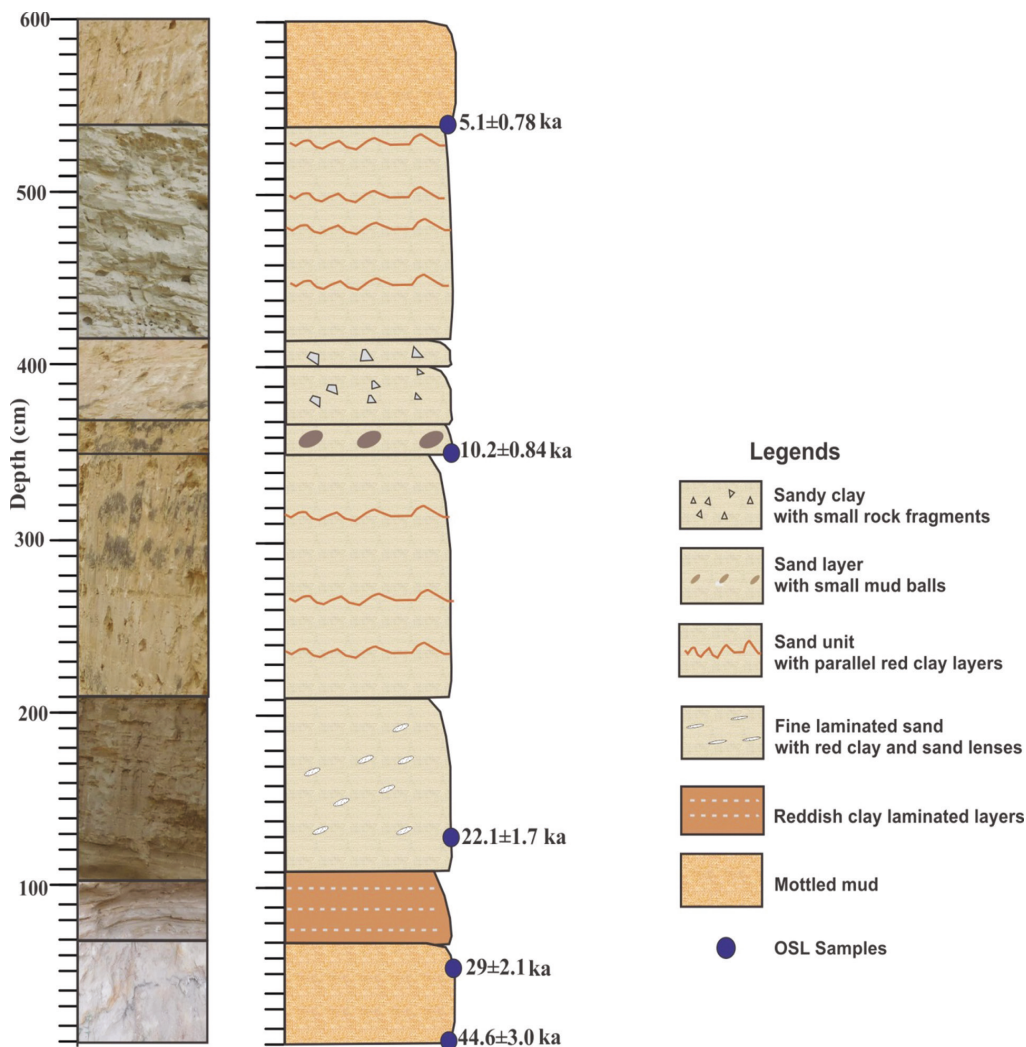 600
500
400
300
200
100
Depth (cm)
5.1±0.78 ka
10.2±0.84 ka
22.1±1.7 ka
29±2.1 ka
44.6±3.0 ka
Legends
Sandy clay
with small rock fragments
Sand layer
with small mud balls
Sand unit
with parallel red clay layers
Fine laminated sand
with red clay and sand lenses
Reddish clay laminated layers
Mottled mud
OSL Samples